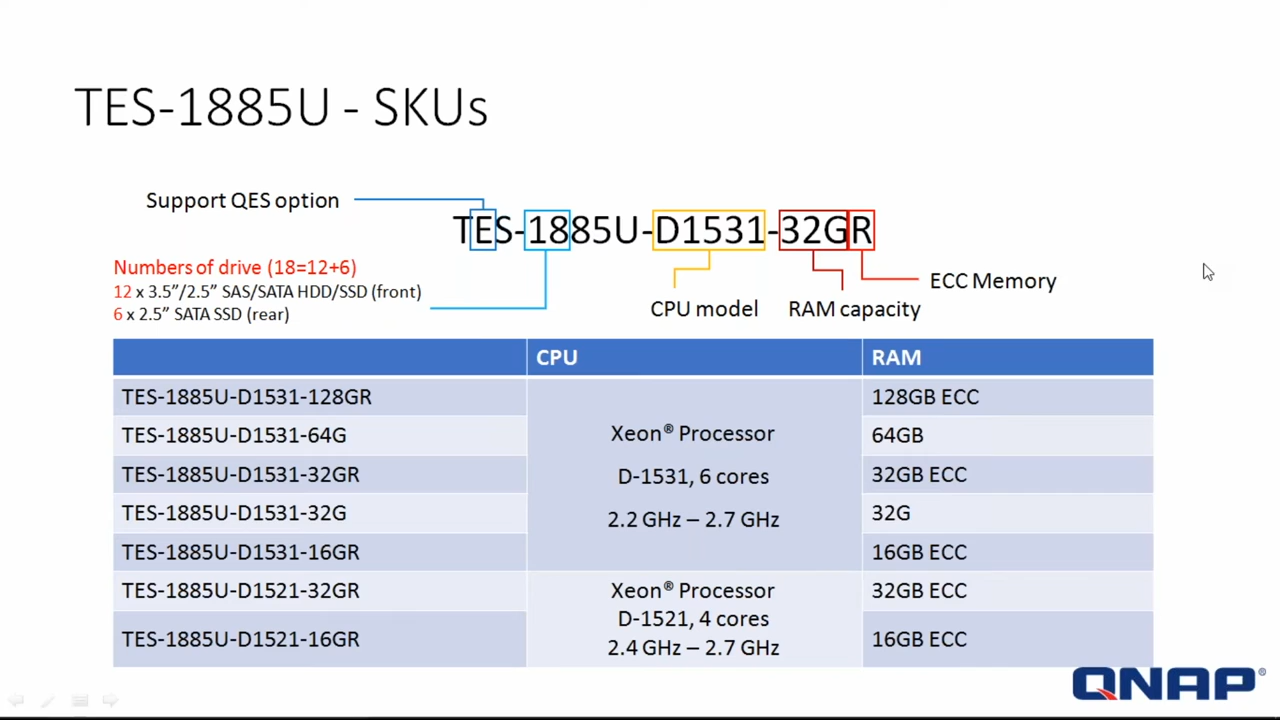 TES-1885U - SKUs
Support QES option
TES-1885U-D1531-32GR
Numbers of drive (18=12+6)
12 x 3.5”/2.5” SAS/SATA HDD/SSD (front)
6 x 2.5” SATA SSD (rear)
CPU model
RAM capacity
ECC Memory
CPU
RAM
TES-1885U-D1531-128GR
128GB ECC
TES-1885U-D1531-64G
64GB
TES-1885U-D1531-32GR
32GB ECC
TES-1885U-D1531-32G
32G
TES-1885U-D1531-16GR
16GB ECC
Xeon® Processor
D-1531, 6 cores
2.2 GHz – 2.7 GHz
TES-1885U-D1521-32GR
32GB ECC
TES-1885U-D1521-16GR
16GB ECC
Xeon® Processor
D-1521, 4 cores
2.4 GHz – 2.7 GHz
QNAP®